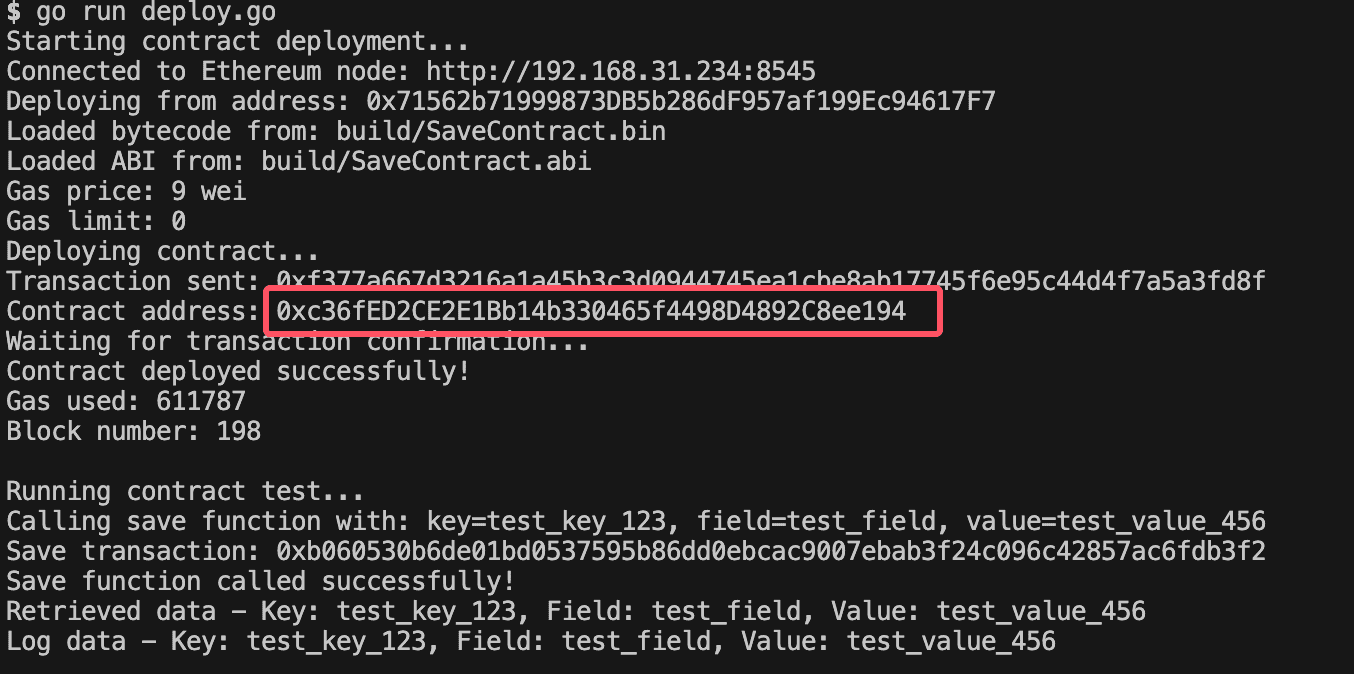 $ go run deploy.go
Starting contract deployment...
Connected to Ethereum node: http://192.168.31.234:8545
Deploying from address: 0x71562b71999873DB5b286dF957af199Ec94617F7
Loaded bytecode from: build/SaveContract.bin
Loaded ABI from: build/SaveContract.abi
Gas price: 9 wei
Gas limit: 0
Deploying contract...
Transaction sent: 0xf377a667d3216a1a45b3c3d0944745ea1cbe8ab17745f6e95c44d4f7a5a3fd8f
Contract address: 0xc36fED2CE2E1Bb14b330465f4498D4892C8ee194
Waiting for transaction confirmation...
Contract deployed successfully!
Gas used: 611787
Block number: 198
Running contract test...
Calling save function with: key=test_key_123, field=test_field, value=test_value_456
Save transaction: 0xb060530b6de01bd0537595b86dd0ebcac9007ebab3f24c096c42857ac6fdb3f2
Save function called successfully!
Retrieved data – Key: test_key_123, Field: test_field, Value: test_value_456
Log data – Key: test_key_123, Field: test_field, Value: test_value_456